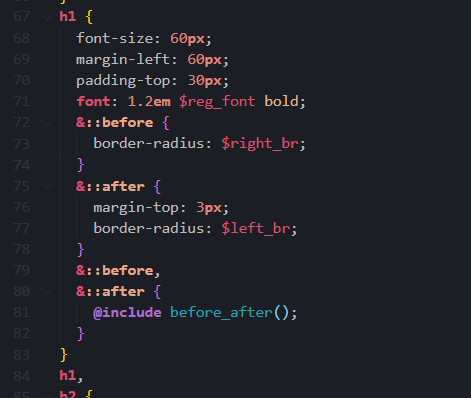 67 h1 {
68 font-size: 60px;
69 margin-left: 60px;
70 padding-top: 30px;
71 font: 1.2em $reg_font bold;
72 &::before {
73 border-radius: $right_br;
74 }
75 &::after {
76 margin-top: 3px;
77 border-radius: $left_br;
78 }
79 &::before,
80 &::after {
81 @include before_after();
82 }
83 }
84 h1,
85 h2 {